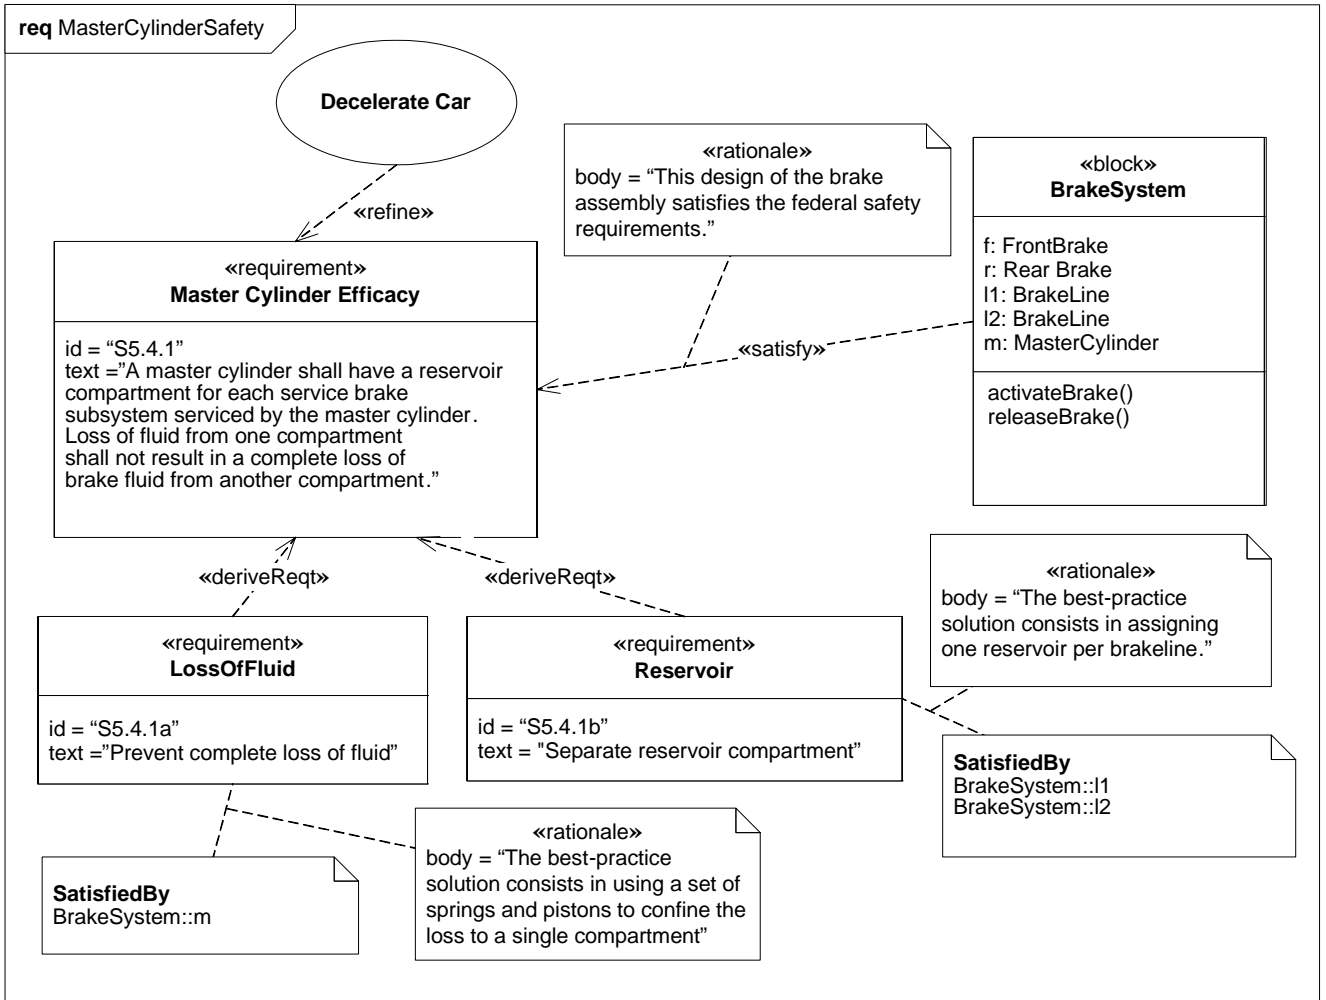 req MasterCylinderSafety
Decelerate Car
«refine»
«rationale»
body = “This design of the brake
assembly satisfies the federal safety
requirements.”
«block»
BrakeSystem
f: FrontBrake
r: Rear Brake
l1: BrakeLine
l2: BrakeLine
m: MasterCylinder
activateBrake()
releaseBrake()
«requirement»
Master Cylinder Efficacy
id = “S5.4.1”
text =”A master cylinder shall have a reservoir
compartment for each service brake
subsystem serviced by the master cylinder.
Loss of fluid from one compartment
shall not result in a complete loss of
brake fluid from another compartment.”
«satisfy»
«deriveReqt»
«deriveReqt»
«requirement»
LossOfFluid
id = “S5.4.1a”
text =”Prevent complete loss of fluid”
«requirement»
Reservoir
id = “S5.4.1b”
text = "Separate reservoir compartment”
«rationale»
body = “The best-practice
solution consists in assigning
one reservoir per brakeline.”
SatisfiedBy
BrakeSystem::l1
BrakeSystem::l2
«rationale»
body = “The best-practice
solution consists in using a set of
springs and pistons to confine the
loss to a single compartment”
SatisfiedBy
BrakeSystem::m